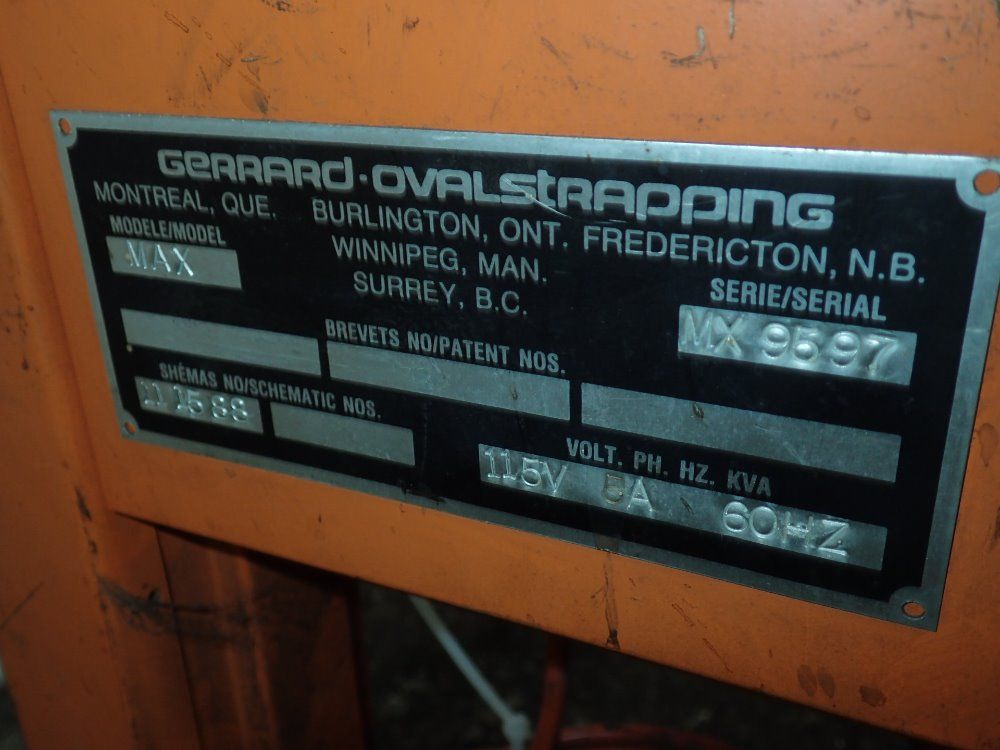 GERRARD·OVALSTRAPPING
MONTREAL, QUE. BURLINGTON, ONT. FREDERICTON, N.B.
WINNIPEG, MAN.
SURREY, B.C.
MODELE/MODEL
MAX
SERIE/SERIAL
MX 9597
BREVETS NO/PATENT NOS.
SHÉMAS NO/SCHEMATIC NOS.
111588
VOLT. PH. HZ. KVA
115V 5A 60HZ